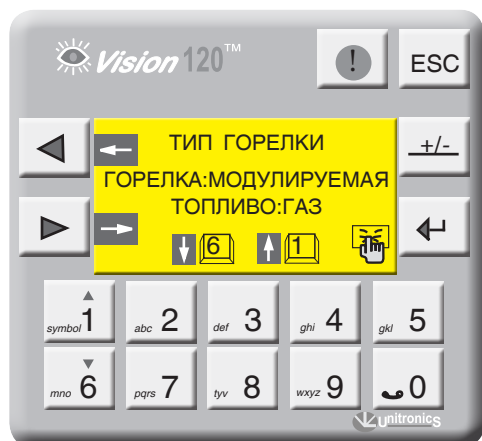 Vision 120™
!
ESC
ТИП ГОРЕЛКИ
+/-
ГОРЕЛКА:МОДУЛИРУЕМАЯ
ТОПЛИВО:ГАЗ
6 1
symbol 1 abc 2 def 3 ghi 4 gkl 5
mno 6 pqrs 7 tyv 8 wxyz 9 0
unitronics